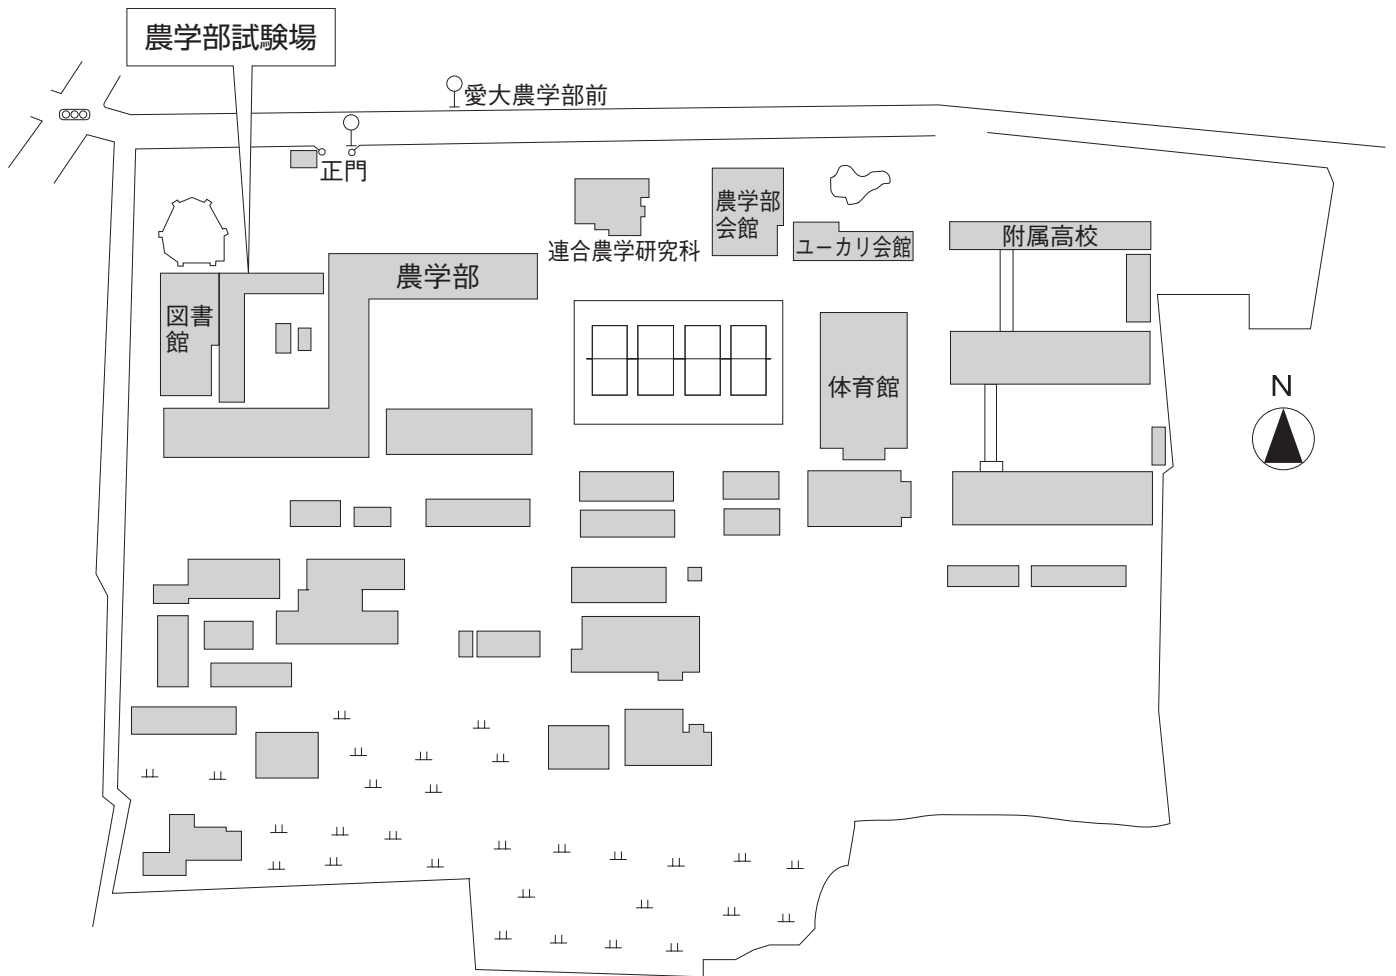 農学部試験場
愛大農学部前
正門
農学部
会館
連合農学研究科
ユーカリ会館
附属高校
農学部
図書
館
体育館
N